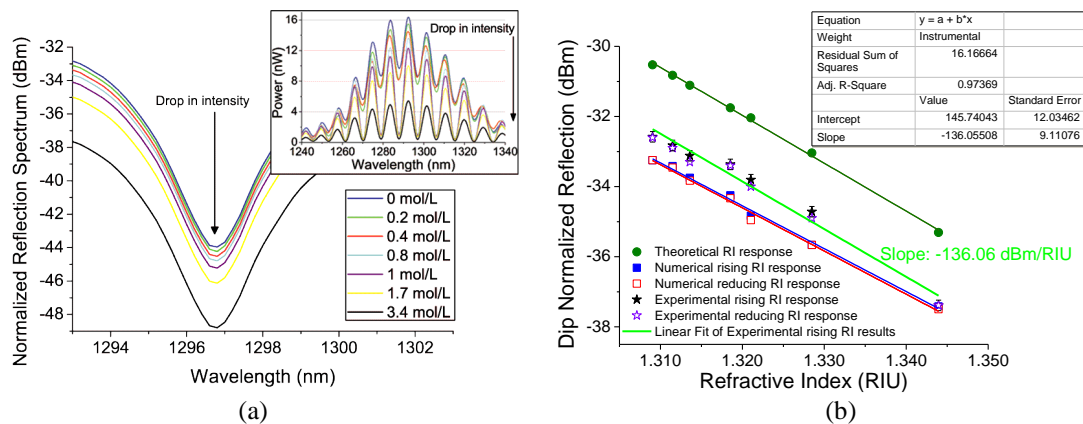 (a)
Normalized Reflection Spectrum (dBm)
-32
-34
-36
-38
-40
-42
-44
-46
-48
Drop in intensity
1294 1296 1298 1300 1302
Wavelength (nm)
Power (nW)
16
12
8
4
0
Drop in intensity
1240 1260 1280 1300 1320 1340
Wavelength (nm)
0 mol/L
0.2 mol/L
0.4 mol/L
0.8 mol/L
1 mol/L
1.7 mol/L
3.4 mol/L
(a)
Dip Normalized Reflection (dBm)
-30
-32
-34
-36
-38
Equation y = a + b*x
Weight Instrumental
Residual Sum of Squares 16.16664
Adj. R-Square 0.97369
Value Standard Error
Intercept 145.74043 12.03462
Slope -136.05508 9.11076
Slope: -136.06 dBm/RIU
Theoretical RI response
Numerical rising RI response
Numerical reducing RI response
Experimental rising RI response
Experimental reducing RI response
Linear Fit of Experimental rising RI results
1.310 1.320 1.330 1.340 1.350
Refractive Index (RIU)
(b)